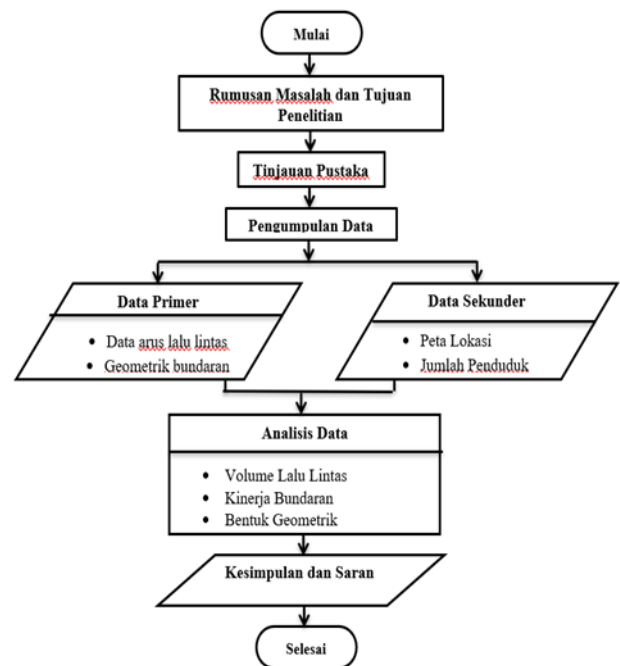 Mulai
Rumusan Masalah dan Tujuan
Penelitian
Tinjauan Pustaka
Pengumpulan Data
Data Primer
• Data arus lalu lintas
• Geometrik bundaran
Data Sekunder
• Peta Lokasi
• Jumlah Penduduk
Analisis Data
• Volume Lalu Lintas
• Kinerja Bundaran
• Bentuk Geometrik
Kesimpulan dan Saran
Selesai